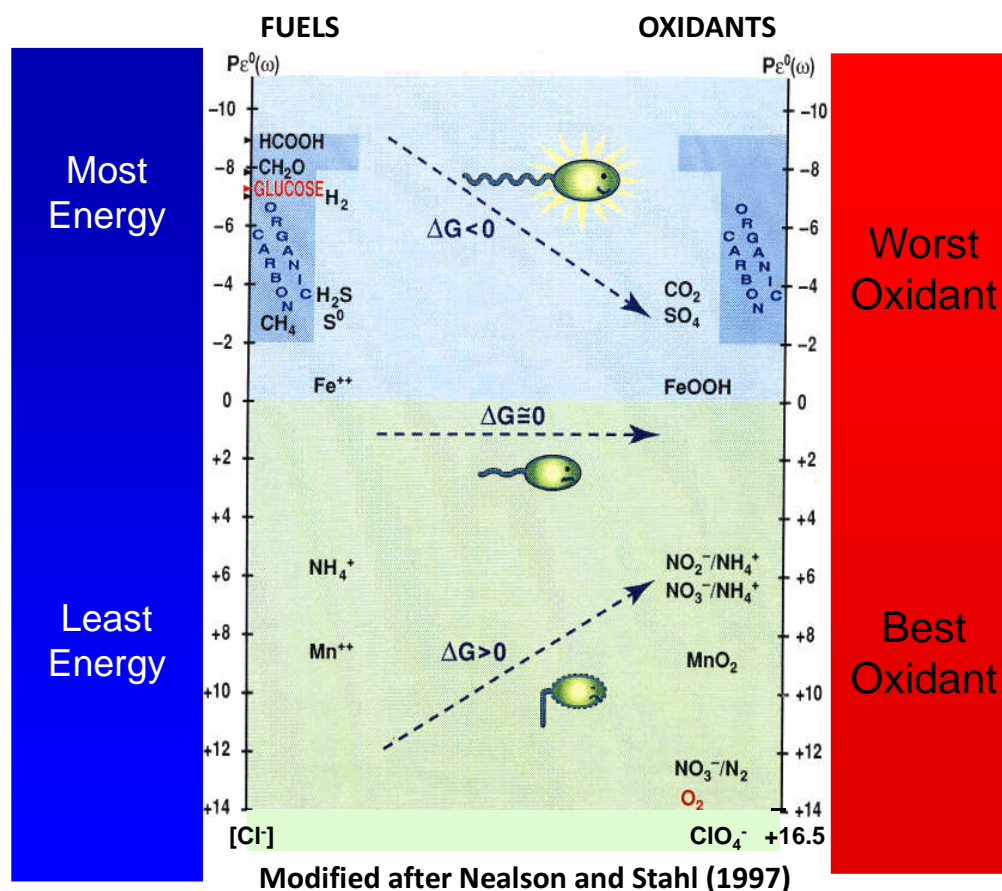 FUELS OXIDANTS
Pε⁰(ω) Pε⁰(ω)
−10 −10
HCOOH
−8 CH₂O −8
GLUCOSE H₂
Most
Energy
ΔG<0
−6 −6
ORGANIC
CARBON
ORGANIC
CARBON
Worst
Oxidant
−4 H₂S CO₂ −4
CH₄ S⁰ SO₄
−2 −2
Fe⁺⁺ FeOOH
0 0
ΔG≅0
+2 +2
+4 +4
NH₄⁺ NO₂⁻/NH₄⁺
+6 NO₃⁻/NH₄⁺ +6
Least
Energy
Best
Oxidant
+8 +8
Mn⁺⁺ ΔG>0 MnO₂
+10 +10
+12 +12
NO₃⁻/N₂
O₂
+14 +14
[Cl⁻] ClO₄⁻ +16.5
Modified after Nealson and Stahl (1997)